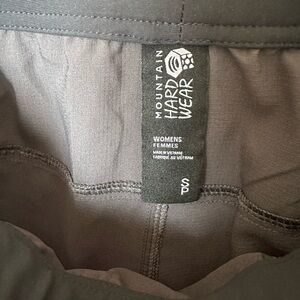 MOUNTAIN
HARD
WEAR
WOMENS
FEMMES
MADE IN VIETNAM
FABRIQUÉ AU VIETNAM
S
P